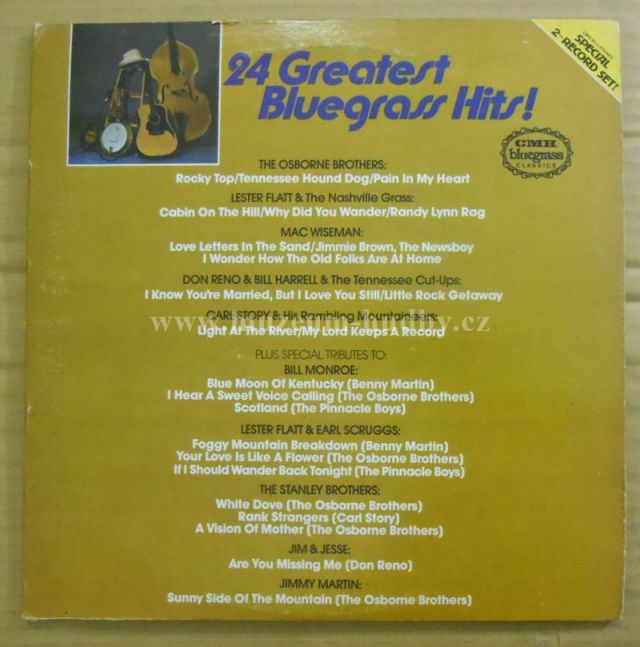 24 Greatest
Bluegrass Hits!
SPECIAL
2-RECORD SET!
CMH
bluegrass
CLASSICS
THE OSBORNE BROTHERS:
Rocky Top/Tennessee Hound Dog/Pain In My Heart
LESTER FLATT & The Nashville Grass:
Cabin On The Hill/Why Did You Wander/Randy Lynn Rag
MAC WISEMAN:
Love Letters In The Sand/Jimmie Brown, The Newsboy
I Wonder How The Old Folks Are At Home
DON RENO & BILL HARRELL & The Tennessee Cut-Ups:
I Know You're Married, But I Love You Still/Little Rock Getaway
CARL STORY & His Rambling Mountaineers:
www.muzeum-hudby.cz
Light At The River/My Lord Keeps A Record
PLUS SPECIAL TRIBUTES TO:
BILL MONROE:
Blue Moon Of Kentucky (Benny Martin)
I Hear A Sweet Voice Calling (The Osborne Brothers)
Scotland (The Pinnacle Boys)
LESTER FLATT & EARL SCRUGGS:
Foggy Mountain Breakdown (Benny Martin)
Your Love Is Like A Flower (The Osborne Brothers)
If I Should Wander Back Tonight (The Pinnacle Boys)
THE STANLEY BROTHERS:
White Dove (The Osborne Brothers)
Rank Strangers (Carl Story)
A Vision Of Mother (The Osborne Brothers)
JIM & JESSE:
Are You Missing Me (Don Reno)
JIMMY MARTIN:
Sunny Side Of The Mountain (The Osborne Brothers)